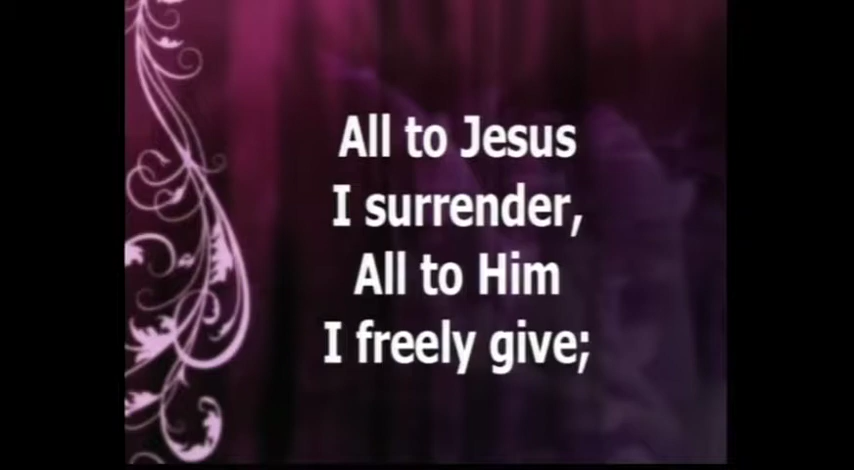 All to Jesus
I surrender,
All to Him
I freely give;